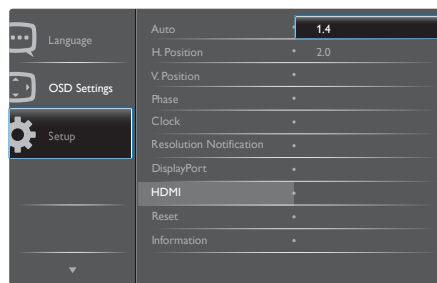 Language
OSD Settings
Setup
Auto
H. Position
V. Position
Phase
Clock
Resolution Notification
DisplayPort
HDMI
Reset
Information
1.4
2.0